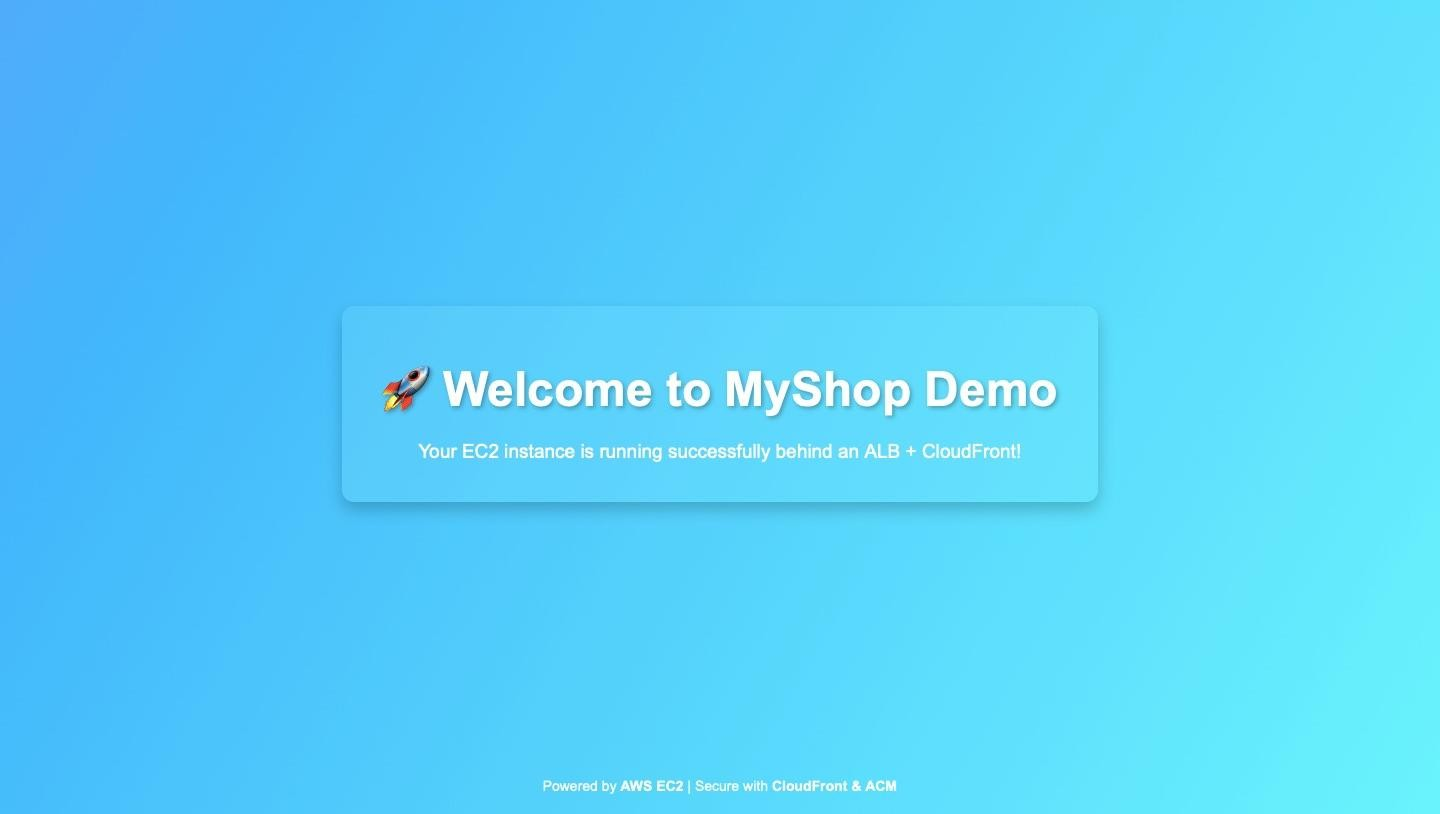 🚀 Welcome to MyShop Demo
Your EC2 instance is running successfully behind an ALB + CloudFront!
Powered by AWS EC2 | Secure with CloudFront & ACM